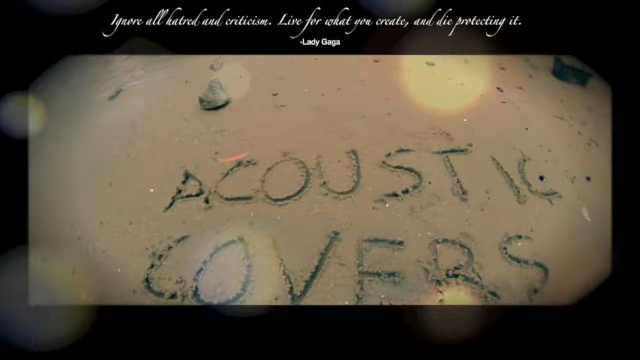 Ignore all hatred and criticism. Live for what you create, and die protecting it.
-Lady Gaga
ACOUSTIC
COVERS